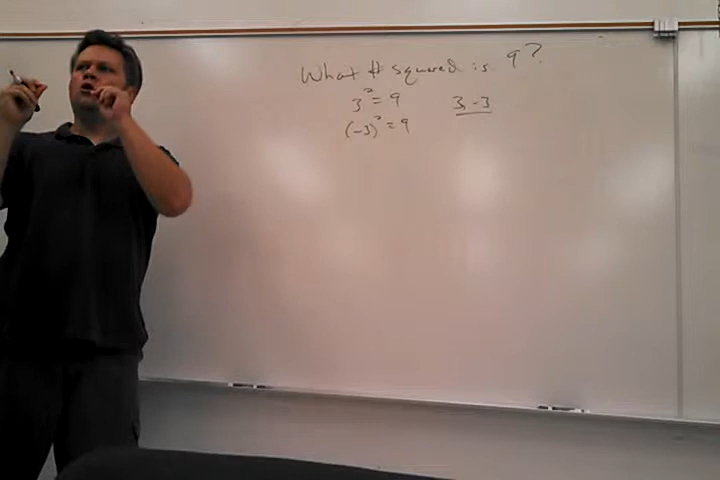 What # squared is 9?
3² = 9 3, -3
(-3)² = 9